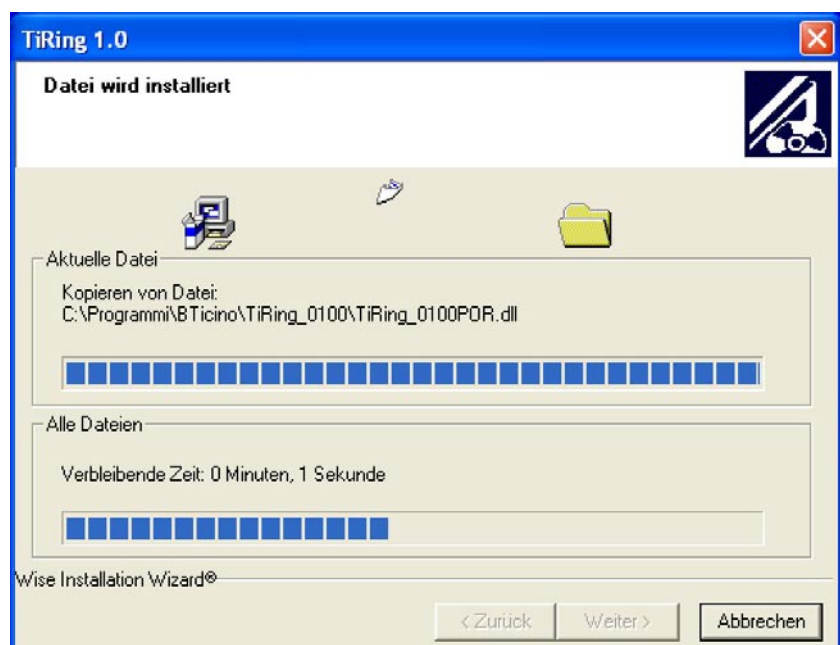 TiRing 1.0
Datei wird installiert
Aktuelle Datei
Kopieren von Datei:
C:\Programmi\BTicino\TiRing_0100\TiRing_0100POR.dll
Alle Dateien
Verbleibende Zeit: 0 Minuten, 1 Sekunde
Wise Installation Wizard®
< Zurück
Weiter >
Abbrechen